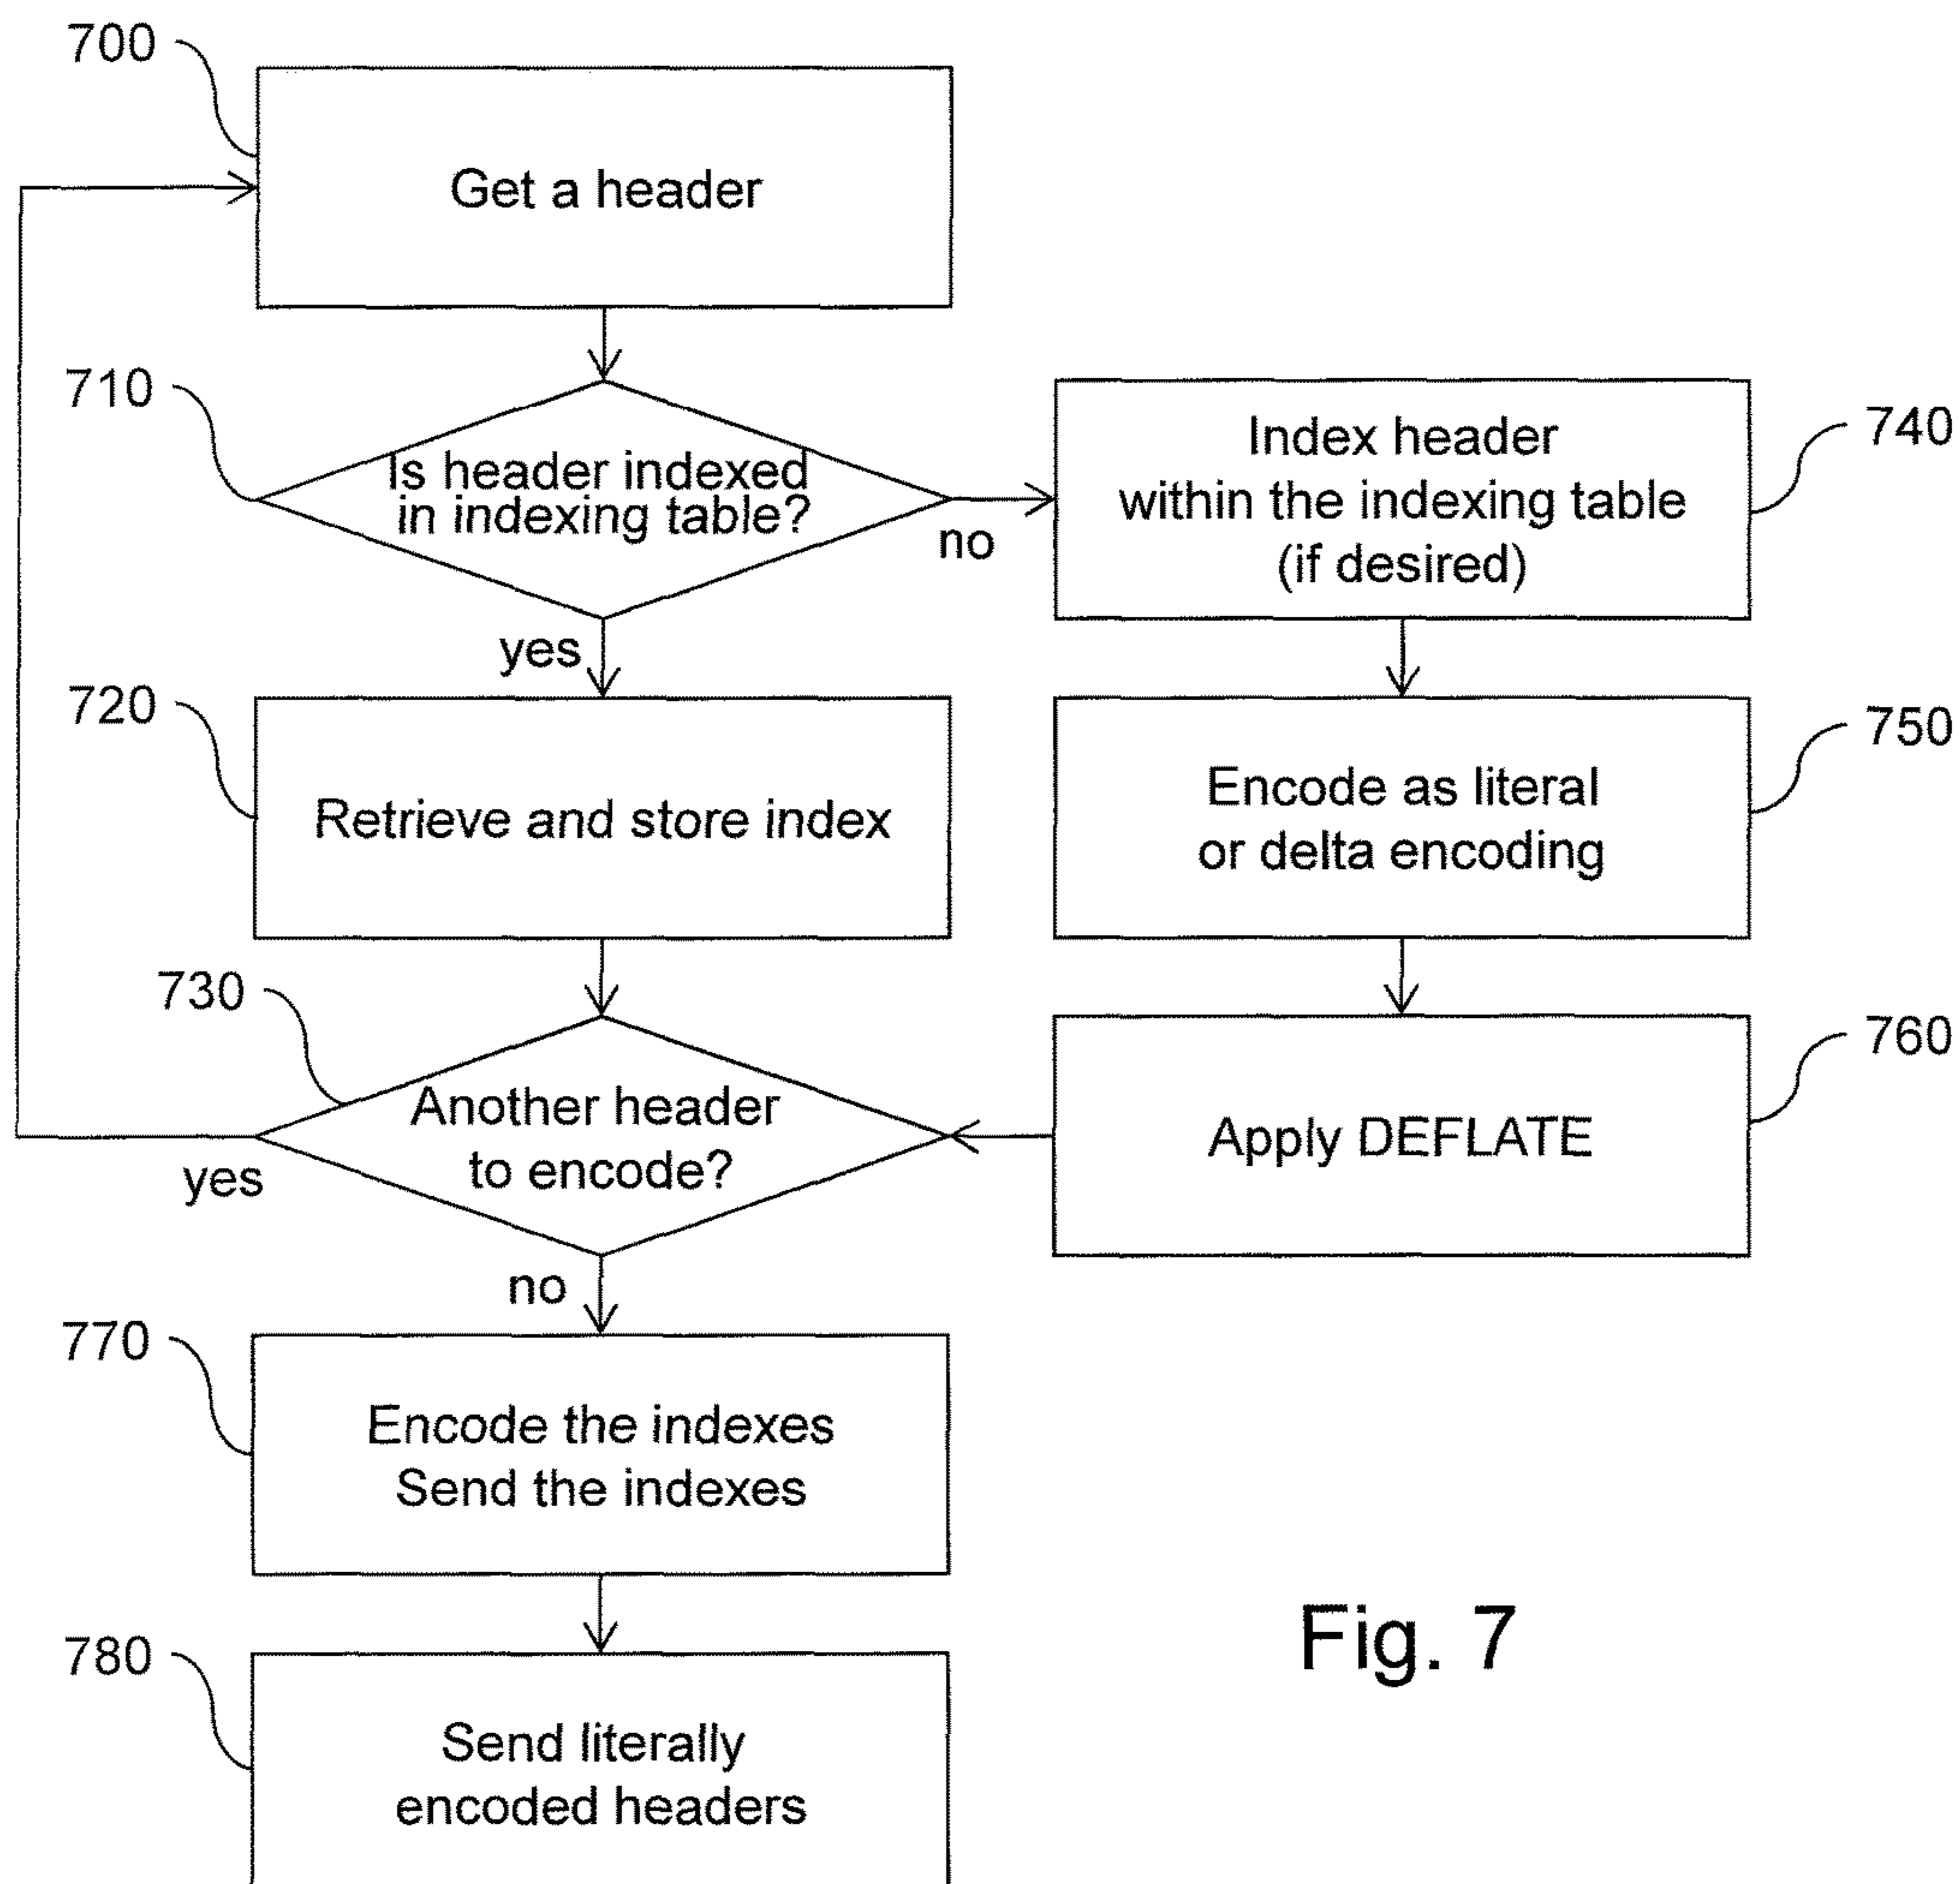 700
Get a header
710
Is header indexed
in indexing table?
no
740
Index header
within the indexing table
(if desired)
yes
720
Retrieve and store index
750
Encode as literal
or delta encoding
730
Another header
to encode?
yes
760
Apply DEFLATE
no
770
Encode the indexes
Send the indexes
780
Send literally
encoded headers
Fig. 7